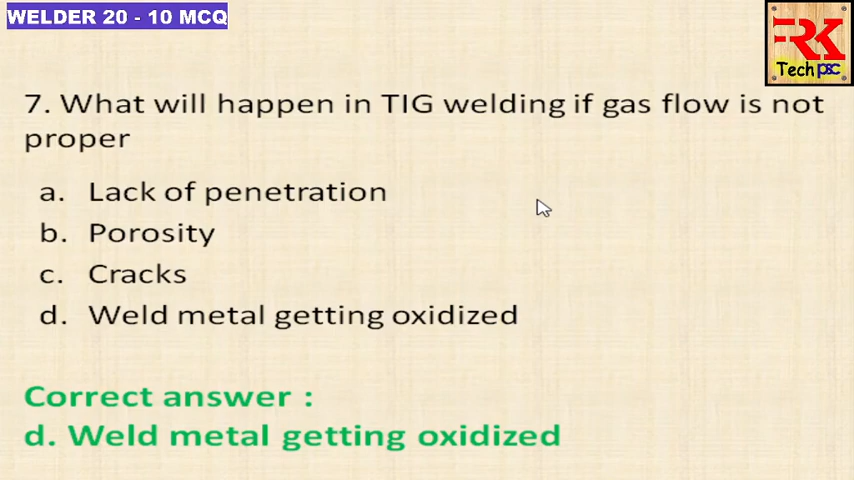 WELDER 20 - 10 MCQ
RK
Tech psc
7. What will happen in TIG welding if gas flow is not
proper
a. Lack of penetration
b. Porosity
c. Cracks
d. Weld metal getting oxidized
Correct answer :
d. Weld metal getting oxidized